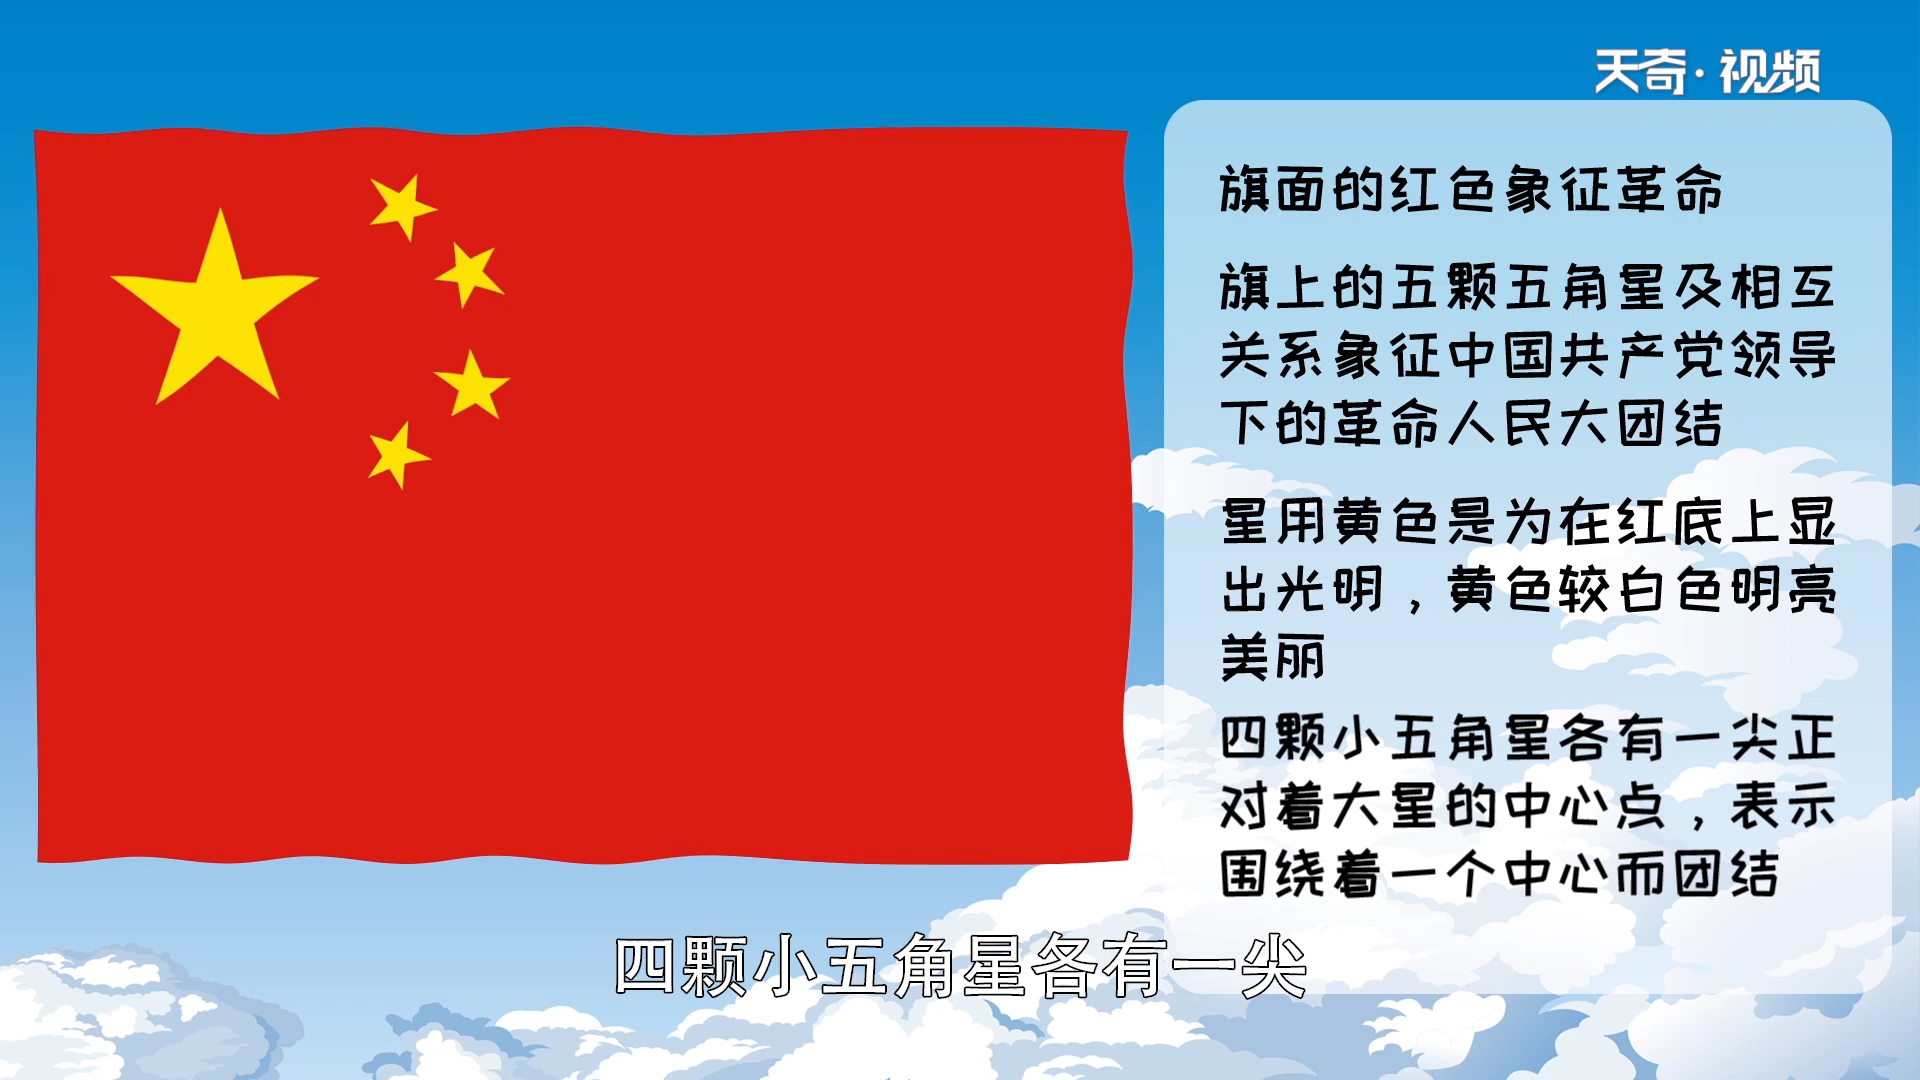 天奇·视频
旗面的红色象征革命
旗上的五颗五角星及相互
关系象征中国共产党领导
下的革命人民大团结
星用黄色是为在红底上显
出光明，黄色较白色明亮
美丽
四颗小五角星各有一尖正
对着大星的中心点，表示
围绕着一个中心而团结
四颗小五角星各有一尖